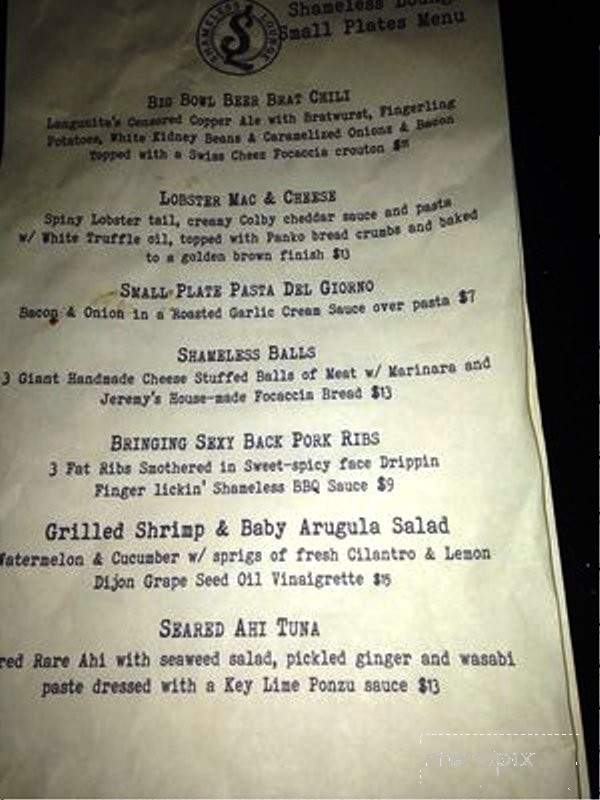 SHAMELESS LOUNGE
SL
Shameless Loung
Small Plates Menu
BIG BOWL BEER BRAT CHILI
Langunita's Censored Copper Ale with Bratwurst, Fingerling
Potatoes, White Kidney Beans & Caramelized Onions & Bacon
Topped with a Swiss Cheez Focaccia crouton
LOBSTER MAC & CHEESE
Spiny Lobster tail, creamy Colby cheddar sauce and pasta
w/ White Truffle oil, topped with Panko bread crumbs and baked
to a golden brown finish $13
SMALL PLATE PASTA DEL GIORNO
Bacon & Onion in a Roasted Garlic Cream Sauce over pasta $7
SHAMELESS BALLS
3 Giant Handmade Cheese Stuffed Balls of Meat w/ Marinara and
Jeremy's House-made Focaccia Bread $13
BRINGING SEXY BACK PORK RIBS
3 Fat Ribs Smothered in Sweet-spicy face Drippin
Finger lickin' Shameless BBQ Sauce $9
Grilled Shrimp & Baby Arugula Salad
Watermelon & Cucumber w/ sprigs of fresh Cilantro & Lemon
Dijon Grape Seed Oil Vinaigrette $15
SEARED AHI TUNA
red Rare Ahi with seaweed salad, pickled ginger and wasabi
paste dressed with a Key Lime Ponzu sauce $13